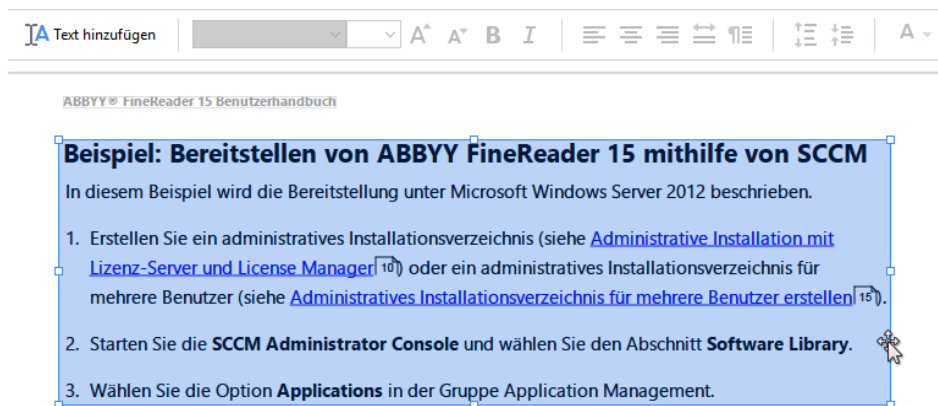 Text hinzufügen
ABBYY® FineReader 15 Benutzerhandbuch
Beispiel: Bereitstellen von ABBYY FineReader 15 mithilfe von SCCM
In diesem Beispiel wird die Bereitstellung unter Microsoft Windows Server 2012 beschrieben.
1. Erstellen Sie ein administratives Installationsverzeichnis (siehe Administrative Installation mit
Lizenz-Server und License Manager 10) oder ein administratives Installationsverzeichnis für
mehrere Benutzer (siehe Administratives Installationsverzeichnis für mehrere Benutzer erstellen 15).
2. Starten Sie die SCCM Administrator Console und wählen Sie den Abschnitt Software Library.
3. Wählen Sie die Option Applications in der Gruppe Application Management.